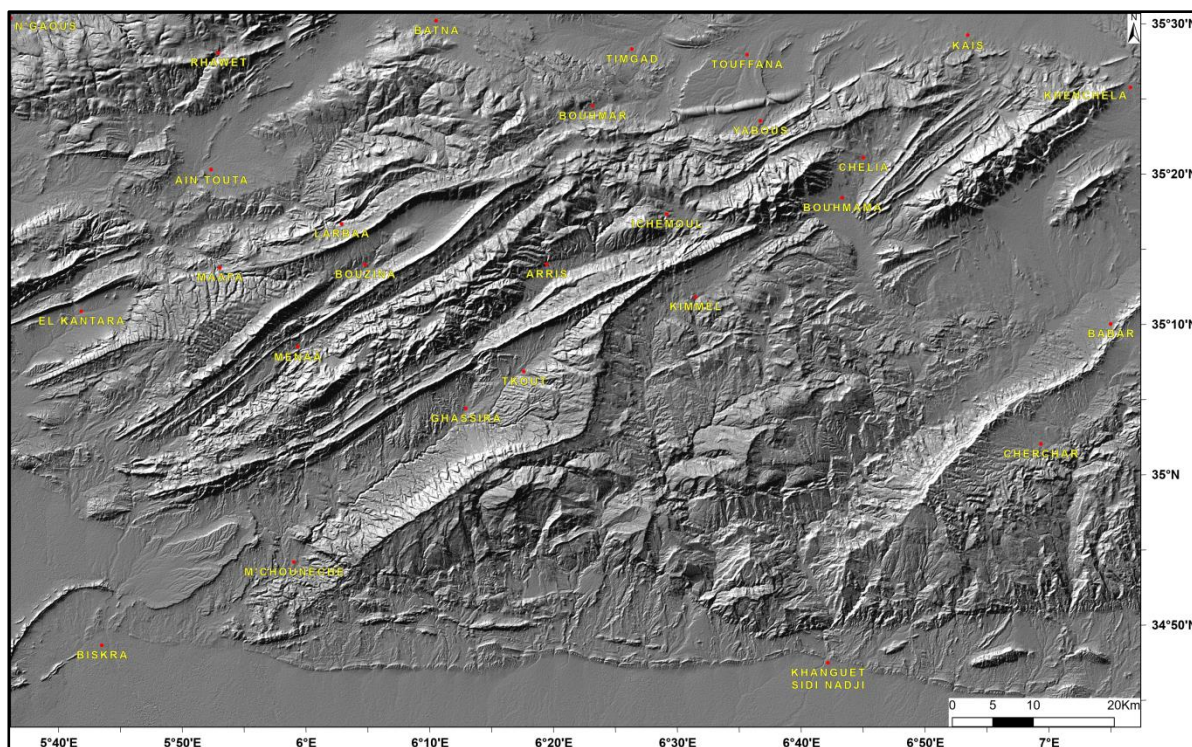 N'GAOUS
BATNA
N
35°30'N
KAIS
RHAWET
TIMGAD
TOUFFANA
KHENCHELA
BOUHMAR
YABOUS
CHELIA
AIN TOUTA
35°20'N
BOUHMAMA
ICHEMOUL
LARBAA
MAAFA
BOUZINA
ARRIS
KIMMEL
EL KANTARA
35°10'N
BABAR
MENAA
TKOUT
GHASSIRA
CHERCHAR
35°N
M'CHOUNECHE
34°50'N
BISKRA
KHANGUET
SIDI NADJI
0 5 10 20Km
5°40'E 5°50'E 6°E 6°10'E 6°20'E 6°30'E 6°40'E 6°50'E 7°E